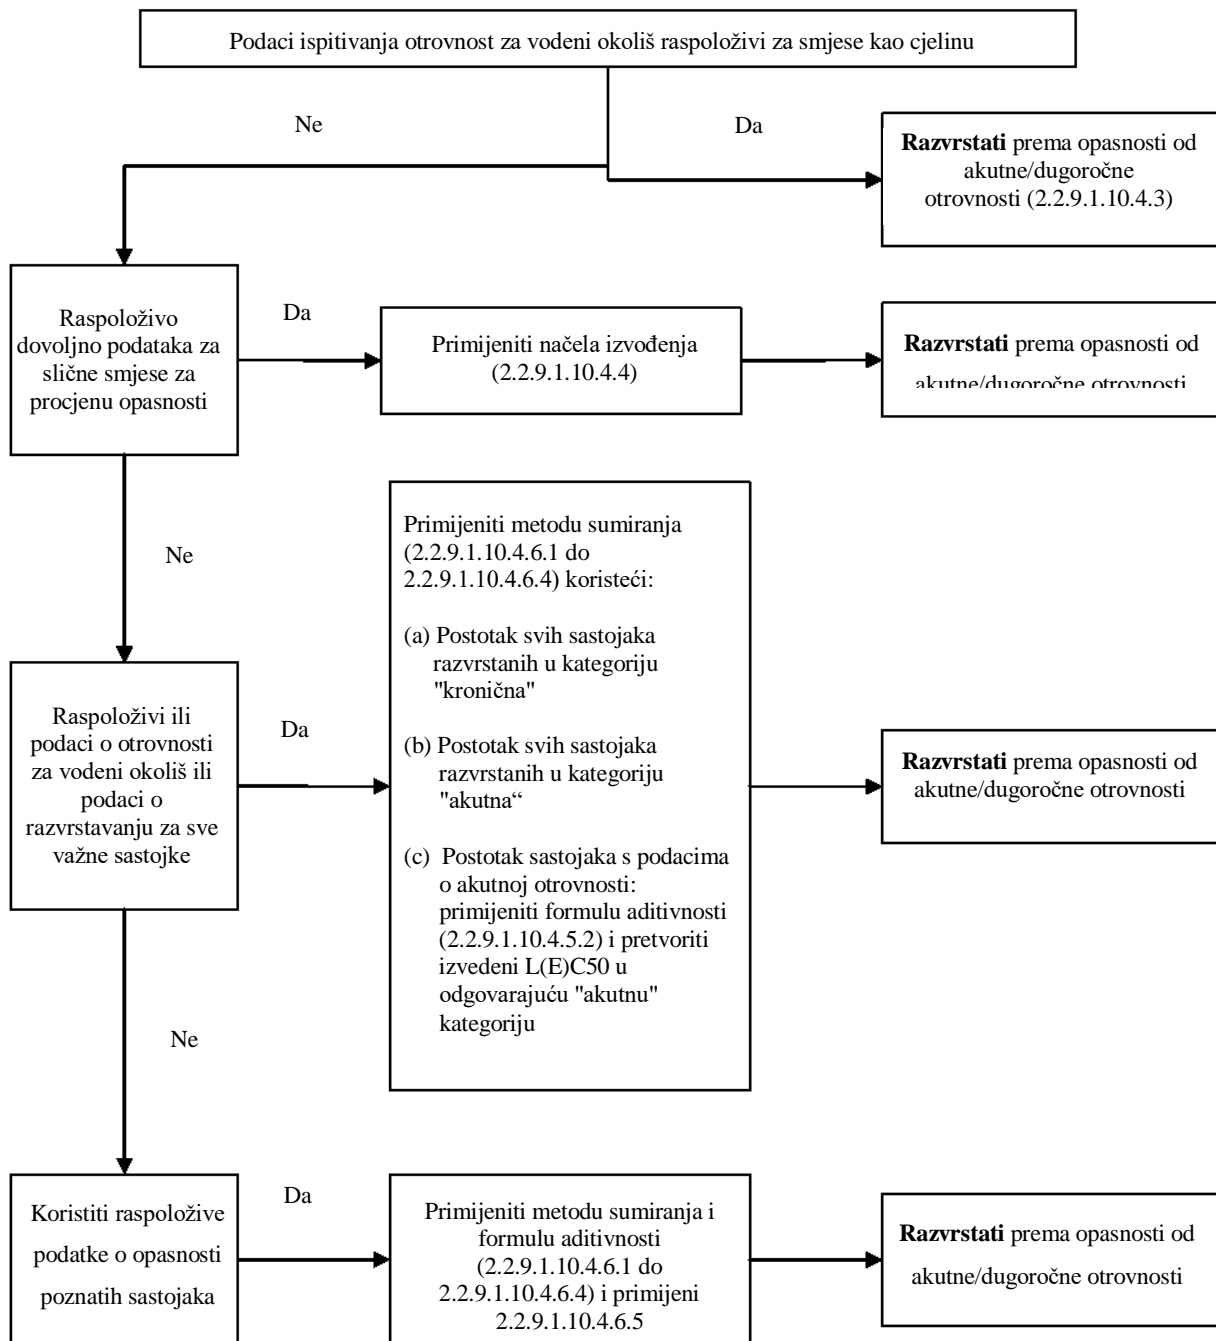 Podaci ispitivanja otrovnost za vodeni okoliš raspoloživi za smjese kao cjelinu
Ne
Da
Razvrstati prema opasnosti od
akutne/dugoročne
otrovnosti (2.2.9.1.10.4.3)
Raspoloživo
dovoljno podataka za
slične smjese za
procjenu opasnosti
Da
Primijeniti načela izvođenja
(2.2.9.1.10.4.4)
Razvrstati prema opasnosti od
akutne/dugoročne otrovnosti
Ne
Primijeniti metodu sumiranja
(2.2.9.1.10.4.6.1 do
2.2.9.1.10.4.6.4) koristeći:
(a) Postotak svih sastojaka
razvrstanih u kategoriju
"kronična"
(b) Postotak svih sastojaka
razvrstanih u kategoriju
"akutna“
(c) Postotak sastojaka s podacima
o akutnoj otrovnosti:
primijeniti formulu aditivnosti
(2.2.9.1.10.4.5.2) i pretvoriti
izvedeni L(E)C50 u
odgovarajuću "akutnu"
kategoriju
Raspoloživi ili
podaci o otrovnosti
za vodeni okoliš ili
podaci o
razvrstavanju za sve
važne sastojke
Da
Razvrstati prema opasnosti od
akutne/dugoročne otrovnosti
Ne
Koristiti raspoložive
podatke o opasnosti
poznatih sastojaka
Da
Primijeniti metodu sumiranja i
formulu aditivnosti
(2.2.9.1.10.4.6.1 do
2.2.9.1.10.4.6.4) i primijeni
2.2.9.1.10.4.6.5
Razvrstati prema opasnosti od
akutne/dugoročne otrovnosti